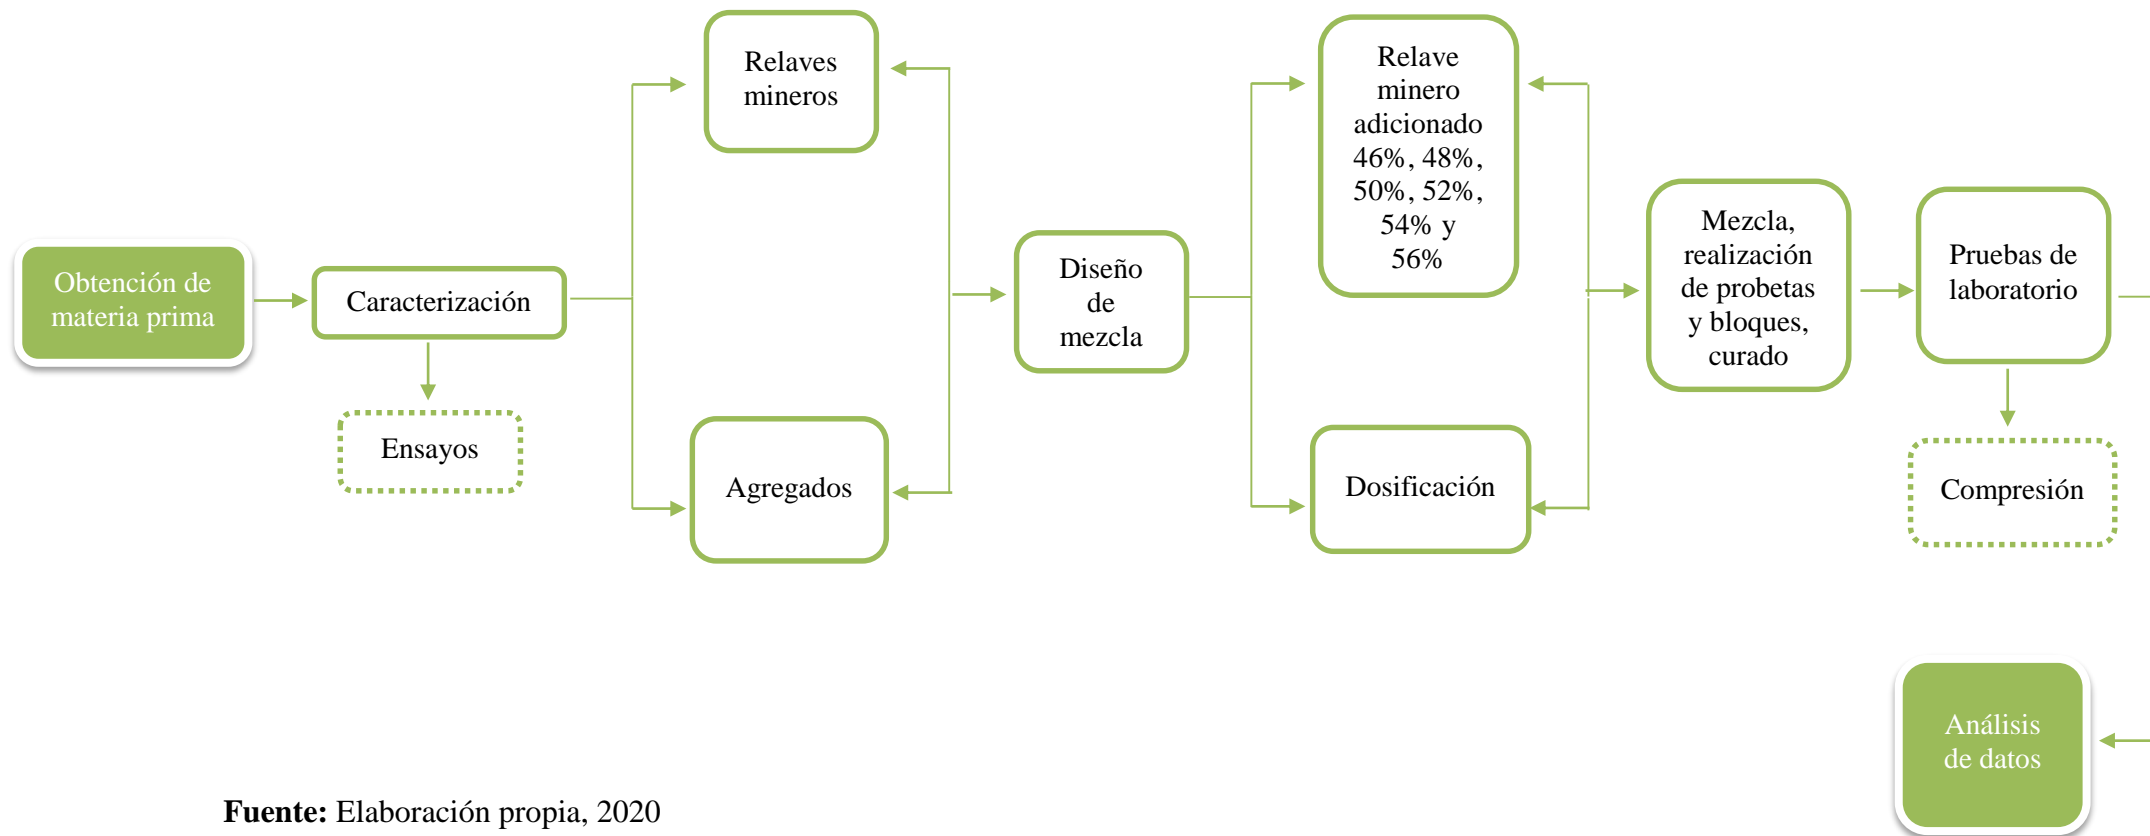 Obtención de
materia prima
Caracterización
Ensayos
Relaves
mineros
Agregados
Diseño
de
mezcla
Relave
minero
adicionado
46%, 48%,
50%, 52%,
54% y
56%
Dosificación
Mezcla,
realización
de probetas
y bloques,
curado
Pruebas de
laboratorio
Compresión
Análisis
de datos
Fuente: Elaboración propia, 2020